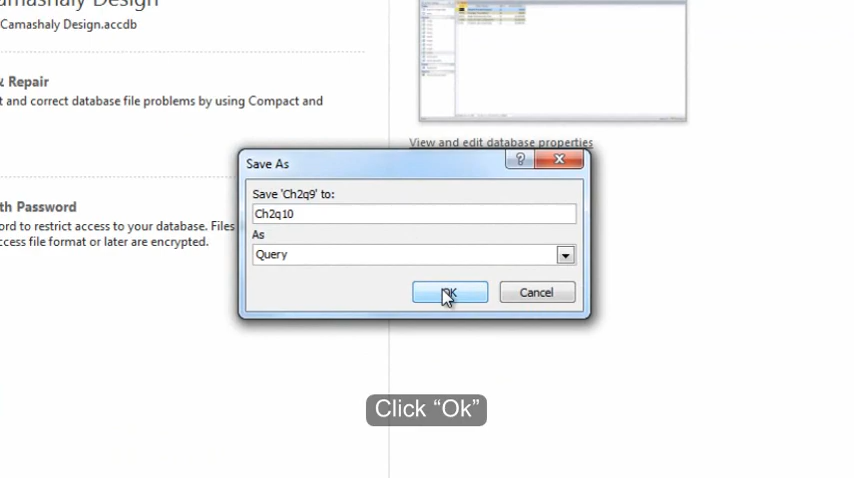 Camashaly Design.accdb
& Repair
t and correct database file problems by using Compact and
View and edit database properties
Save As
Save 'Ch2q9' to:
Ch2q10
th Password
ord to restrict access to your database. Files
As
ccess file format or later are encrypted.
Query
OK
Cancel
Click “Ok”